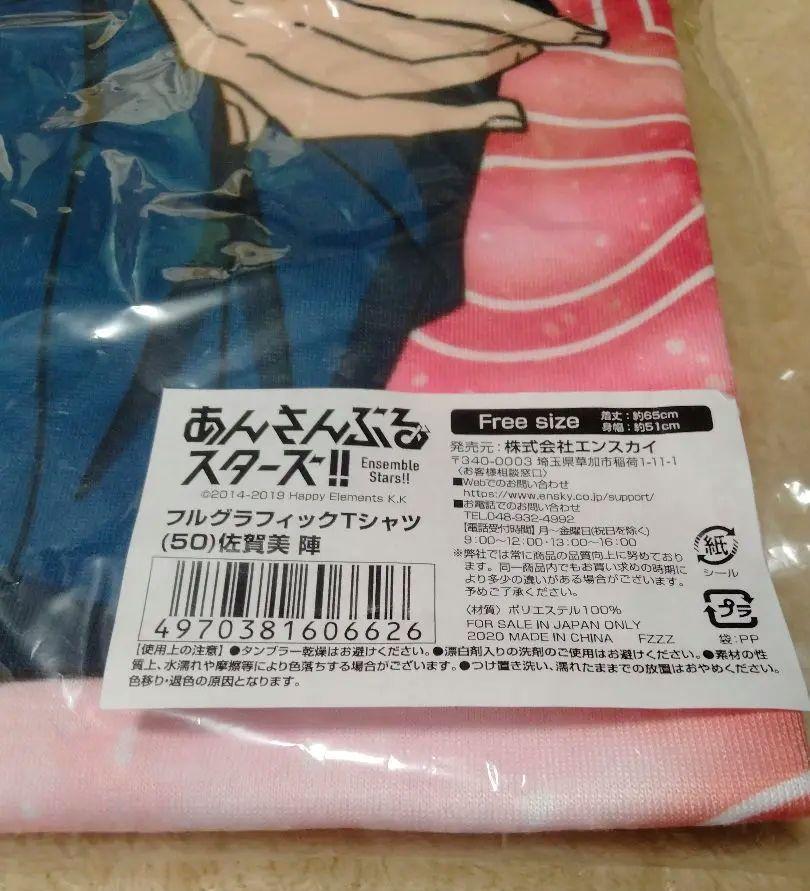 あんさんぶる
スターズ!!
Ensemble
Stars!!
©2014-2019 Happy Elements K.K
フルグラフィックTシャツ
(50)佐賀美 陣
4970381606626
Free size
着丈：約65cm
身幅：約51cm
発売元：株式会社エンスカイ
〒340-0003 埼玉県草加市稲荷1-11-1
〈お客様相談窓口〉
■Webでのお問い合わせ
https://www.ensky.co.jp/support/
■お電話でのお問い合わせ
TEL048-932-4992
【電話受付時間】月～金曜日(祝日を除く)
9：00～12：00・13：00～16：00
※弊社では常に商品の品質向上に努めており
ます。同一商品内でもお買い求めの時期に
より多少の違いがある場合がございます。
予めご了承ください。
〈材質〉ポリエステル100%
FOR SALE IN JAPAN ONLY
2020 MADE IN CHINA FZZZ
紙
シール
プラ
袋:PP
【使用上の注意】●タンブラー乾燥はお避けください。●漂白剤入りの洗剤のご使用はお避けください。●素材の性
質上、水濡れや摩擦等により色落ちする場合がございます。●つけ置き洗い、濡れたままでの放置はおやめください。
色移り・退色の原因となります。